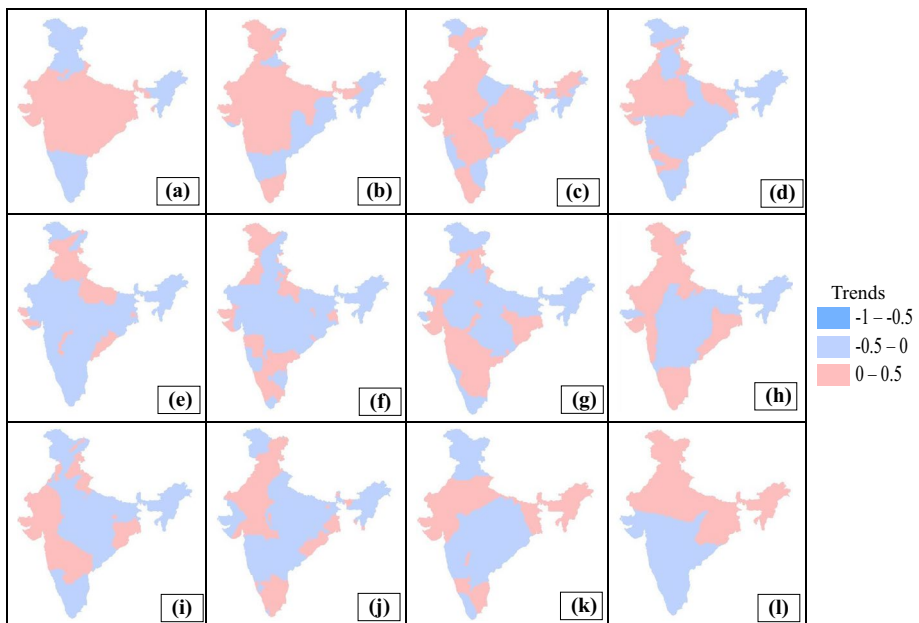 (a)
(b)
(c)
(d)
(e)
(f)
(g)
(h)
(i)
(j)
(k)
(l)
Trends
-1 – -0.5
-0.5 – 0
0 – 0.5